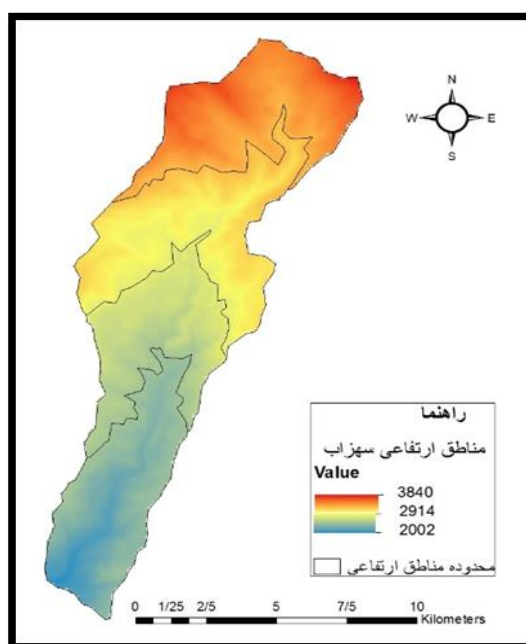 N
W E
S
راهنما
مناطق ارتفاعی سهزاب
Value
3840
2914
2002
محدوده مناطق ارتفاعی
0 1/25 2/5 5 7/5 10
Kilometers